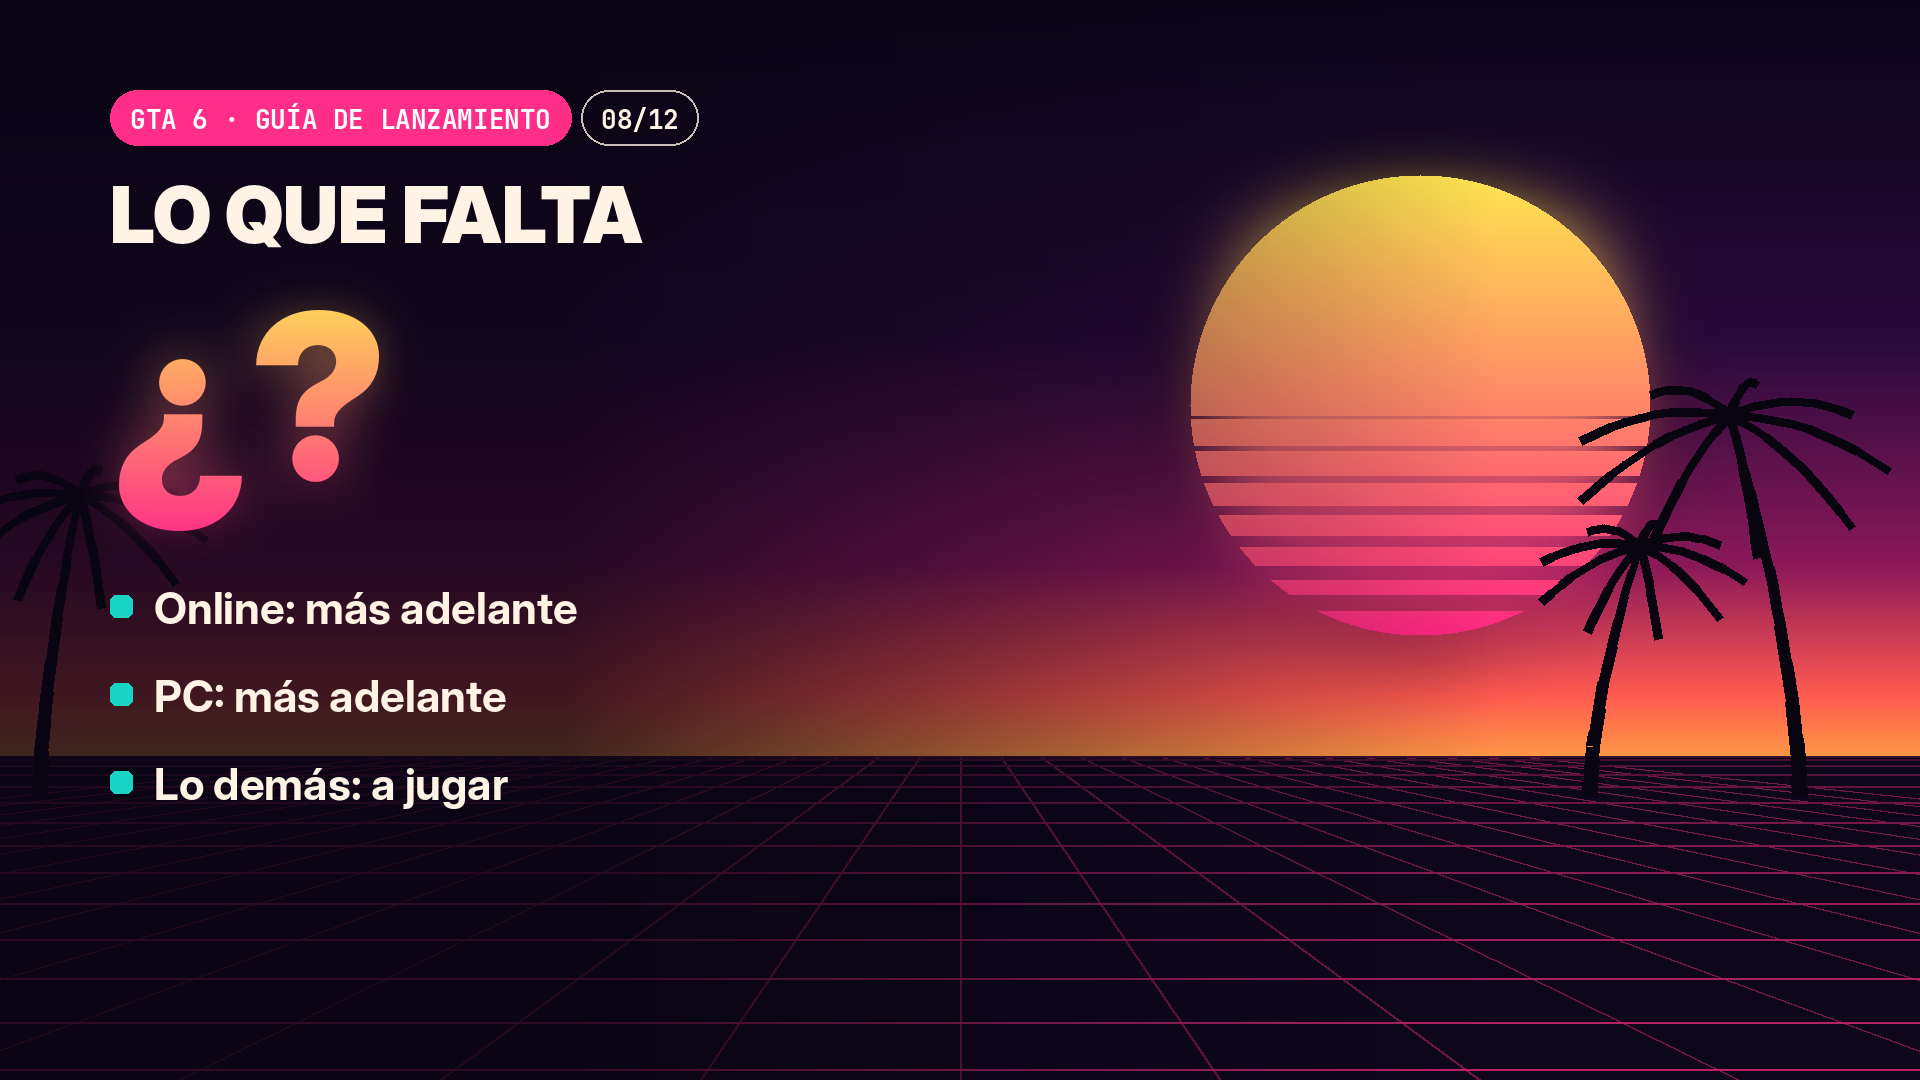 GTA 6 · GUÍA DE LANZAMIENTO
08/12
LO QUE FALTA
¿?
Online: más adelante
PC: más adelante
Lo demás: a jugar